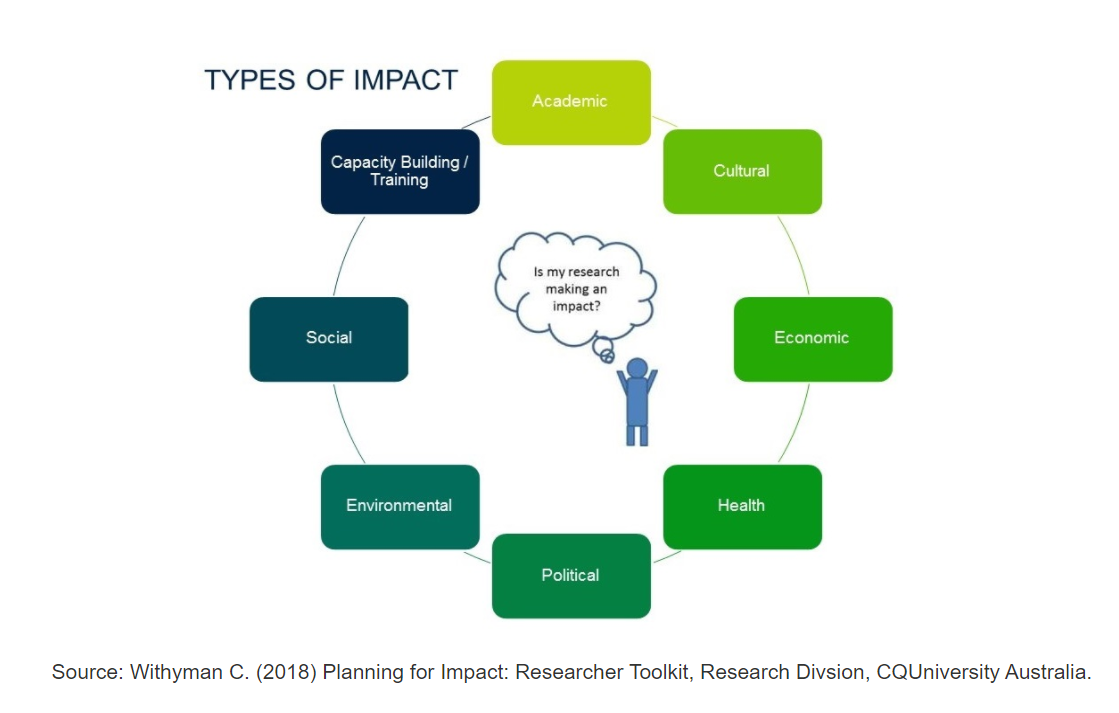 TYPES OF IMPACT
Academic
Cultural
Economic
Health
Political
Environmental
Social
Capacity Building /
Training
Is my research
making an
impact?
Source: Withyman C. (2018) Planning for Impact: Researcher Toolkit, Research Divsion, CQUniversity Australia.